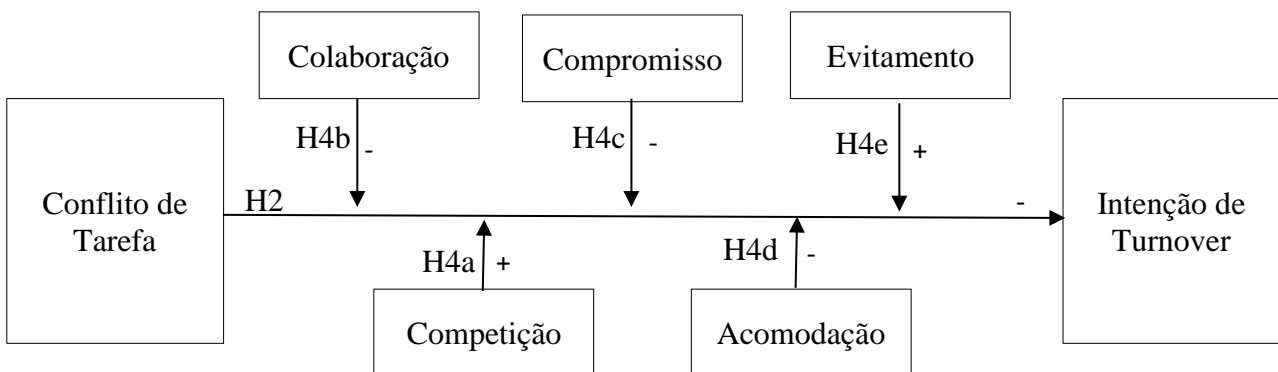 Colaboração
Compromisso
Evitamento
H4b
-
H4c
-
H4e
+
Conflito de
Tarefa
H2
-
Intenção de
Turnover
H4a
+
H4d
-
Competição
Acomodação